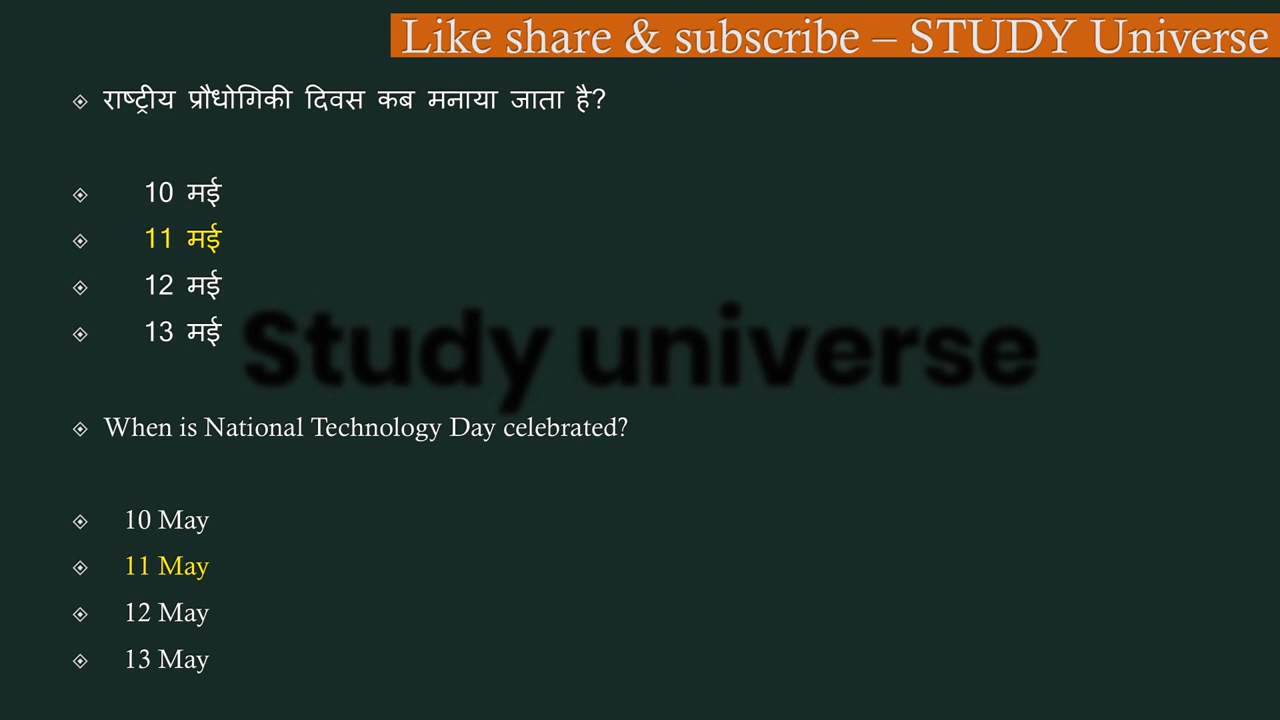 Like share & subscribe – STUDY Universe
राष्ट्रीय प्रौधोगिकी दिवस कब मनाया जाता है?
10 मई
11 मई
12 मई
13 मई
Study universe
When is National Technology Day celebrated?
10 May
11 May
12 May
13 May